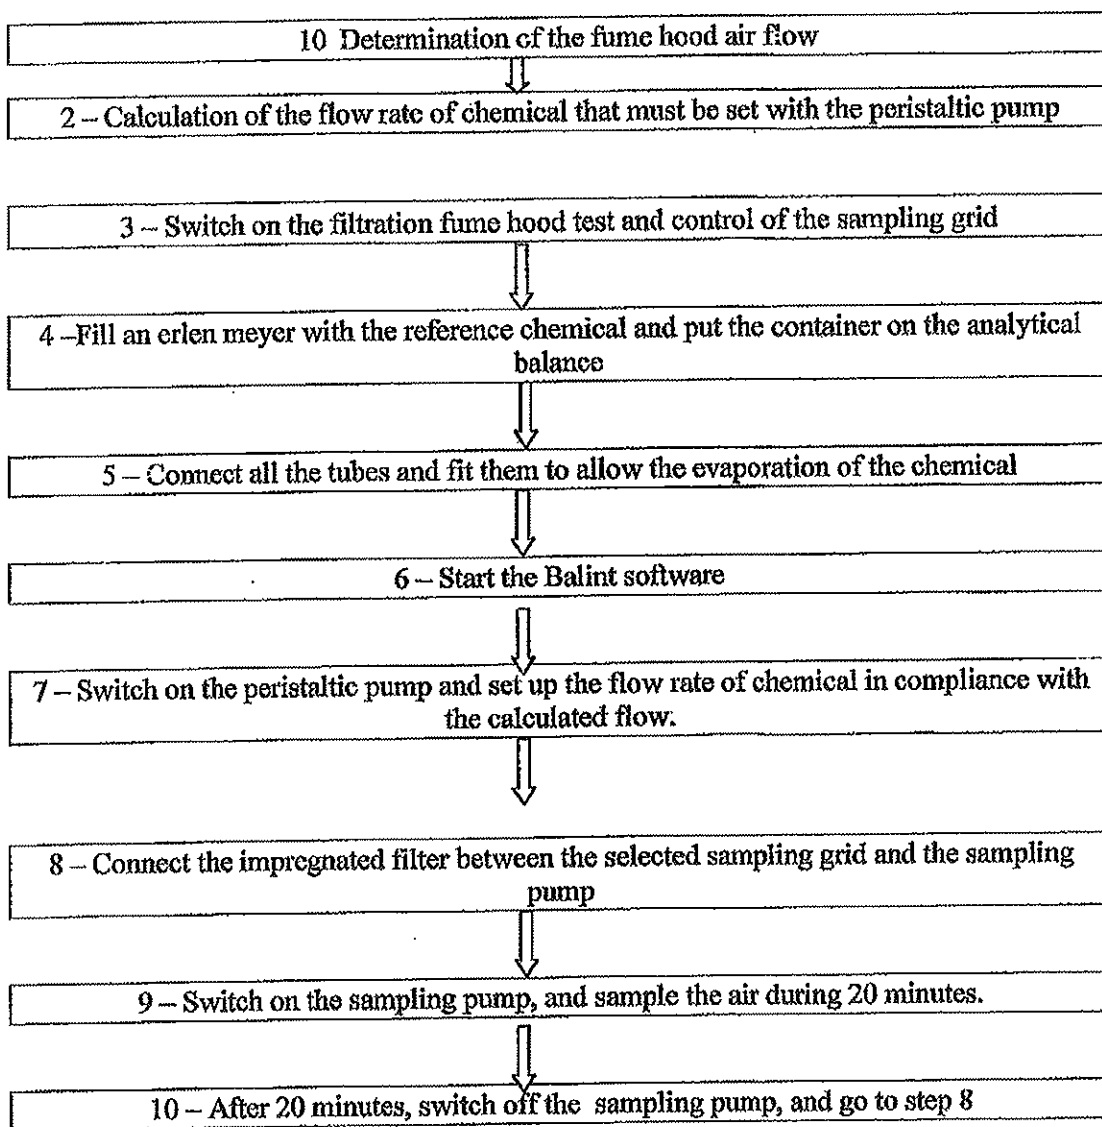 10 Determination of the fume hood air flow
2 – Calculation of the flow rate of chemical that must be set with the peristaltic pump
3 – Switch on the filtration fume hood test and control of the sampling grid
4 –Fill an erlen meyer with the reference chemical and put the container on the analytical
balance
5 – Connect all the tubes and fit them to allow the evaporation of the chemical
6 – Start the Balint software
7 – Switch on the peristaltic pump and set up the flow rate of chemical in compliance with
the calculated flow.
8 – Connect the impregnated filter between the selected sampling grid and the sampling
pump
9 – Switch on the sampling pump, and sample the air during 20 minutes.
10 – After 20 minutes, switch off the sampling pump, and go to step 8